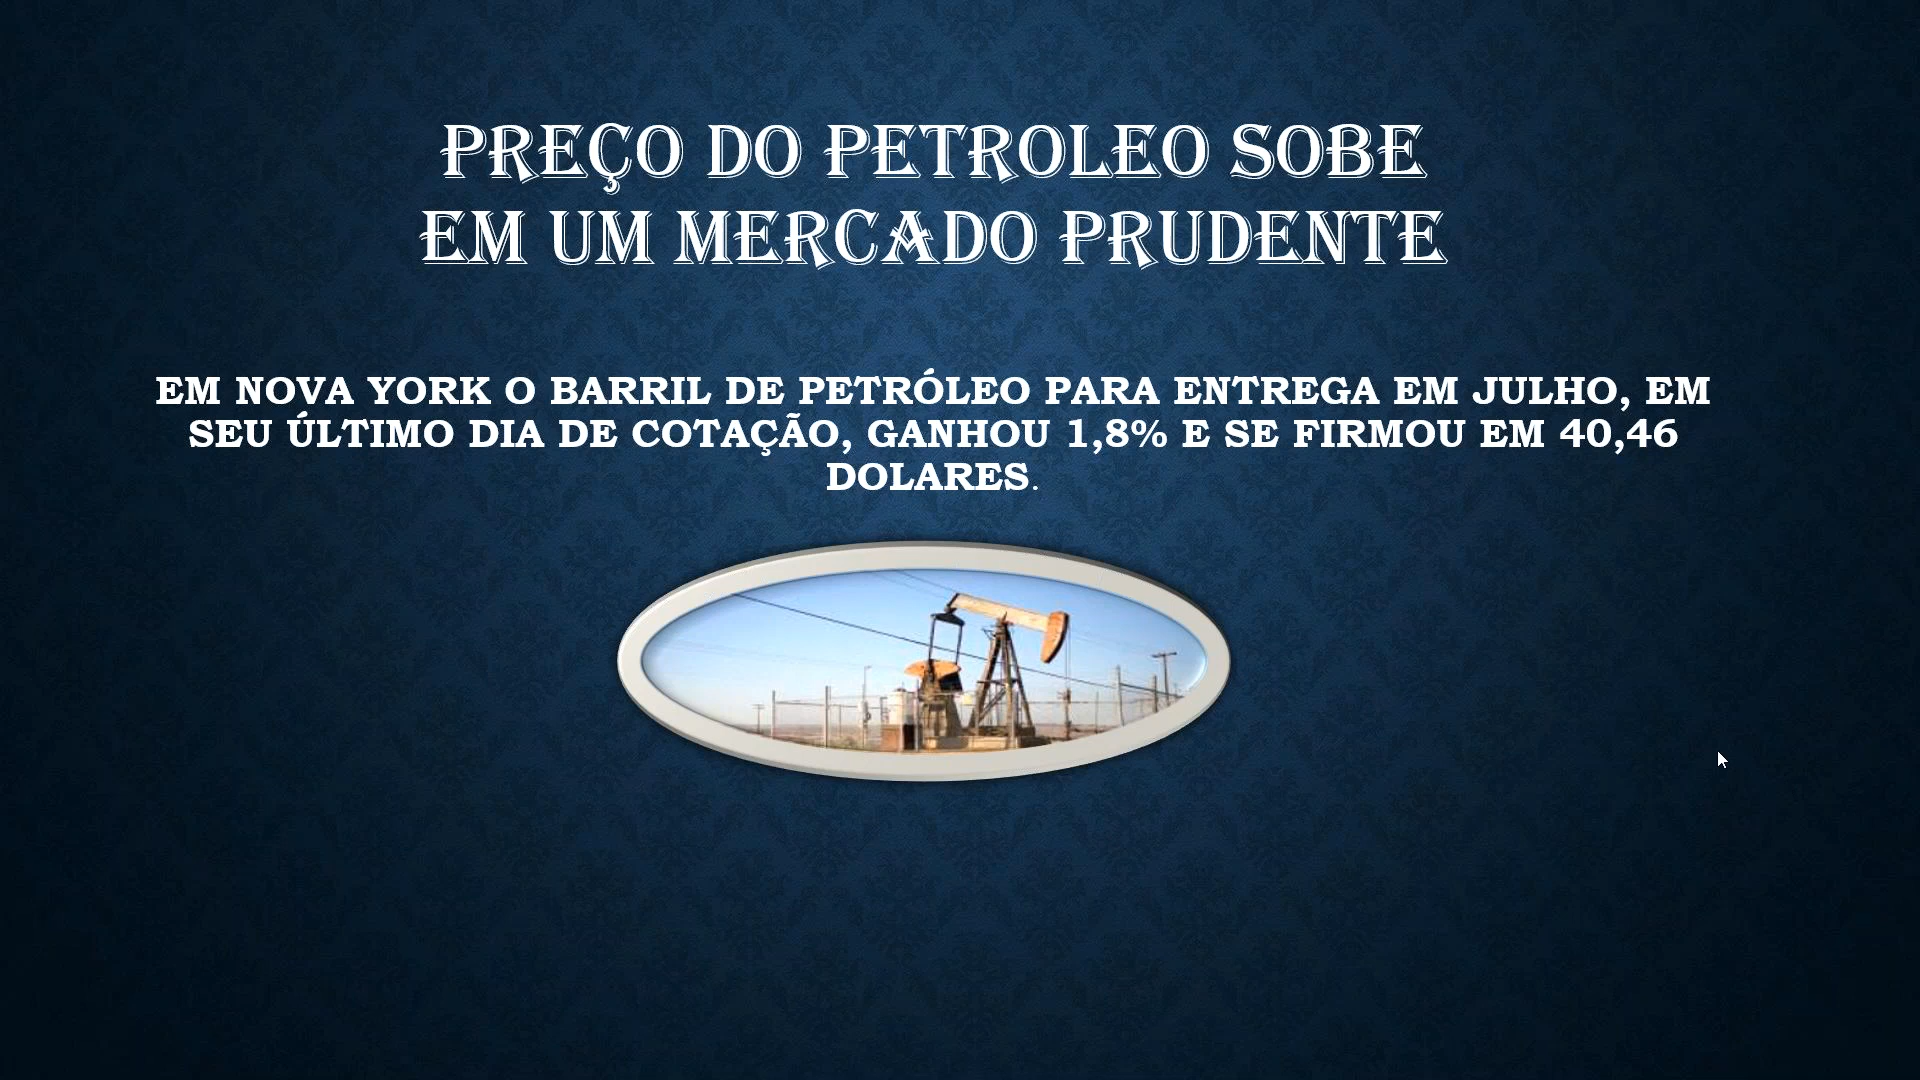 PREÇO DO PETROLEO SOBE
EM UM MERCADO PRUDENTE
EM NOVA YORK O BARRIL DE PETRÓLEO PARA ENTREGA EM JULHO, EM
SEU ÚLTIMO DIA DE COTAÇÃO, GANHOU 1,8% E SE FIRMOU EM 40,46
DOLARES.